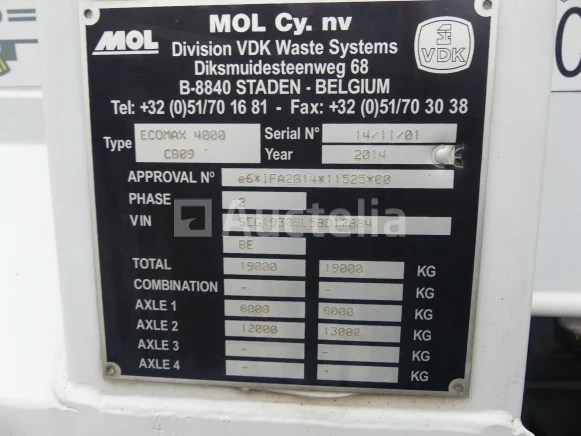 MOL
MOL Cy. nv
Division VDK Waste Systems
Diksmuidesteenweg 68
B-8840 STADEN - BELGIUM
VDK
Tel: +32 (0)51/70 16 81 - Fax: +32 (0)51/70 30 38
Type ECOMAX 4000 Serial N° 14/11/01
CB09 Year 2014 CE
APPROVAL N° e6*IFA2014*11525*00
PHASE 2
Auctelia
VIN
BE
TOTAL 19000 19000 KG
COMBINATION - - KG
AXLE 1 8000 6000 KG
AXLE 2 12000 13000 KG
AXLE 3 - - KG
AXLE 4 - - KG